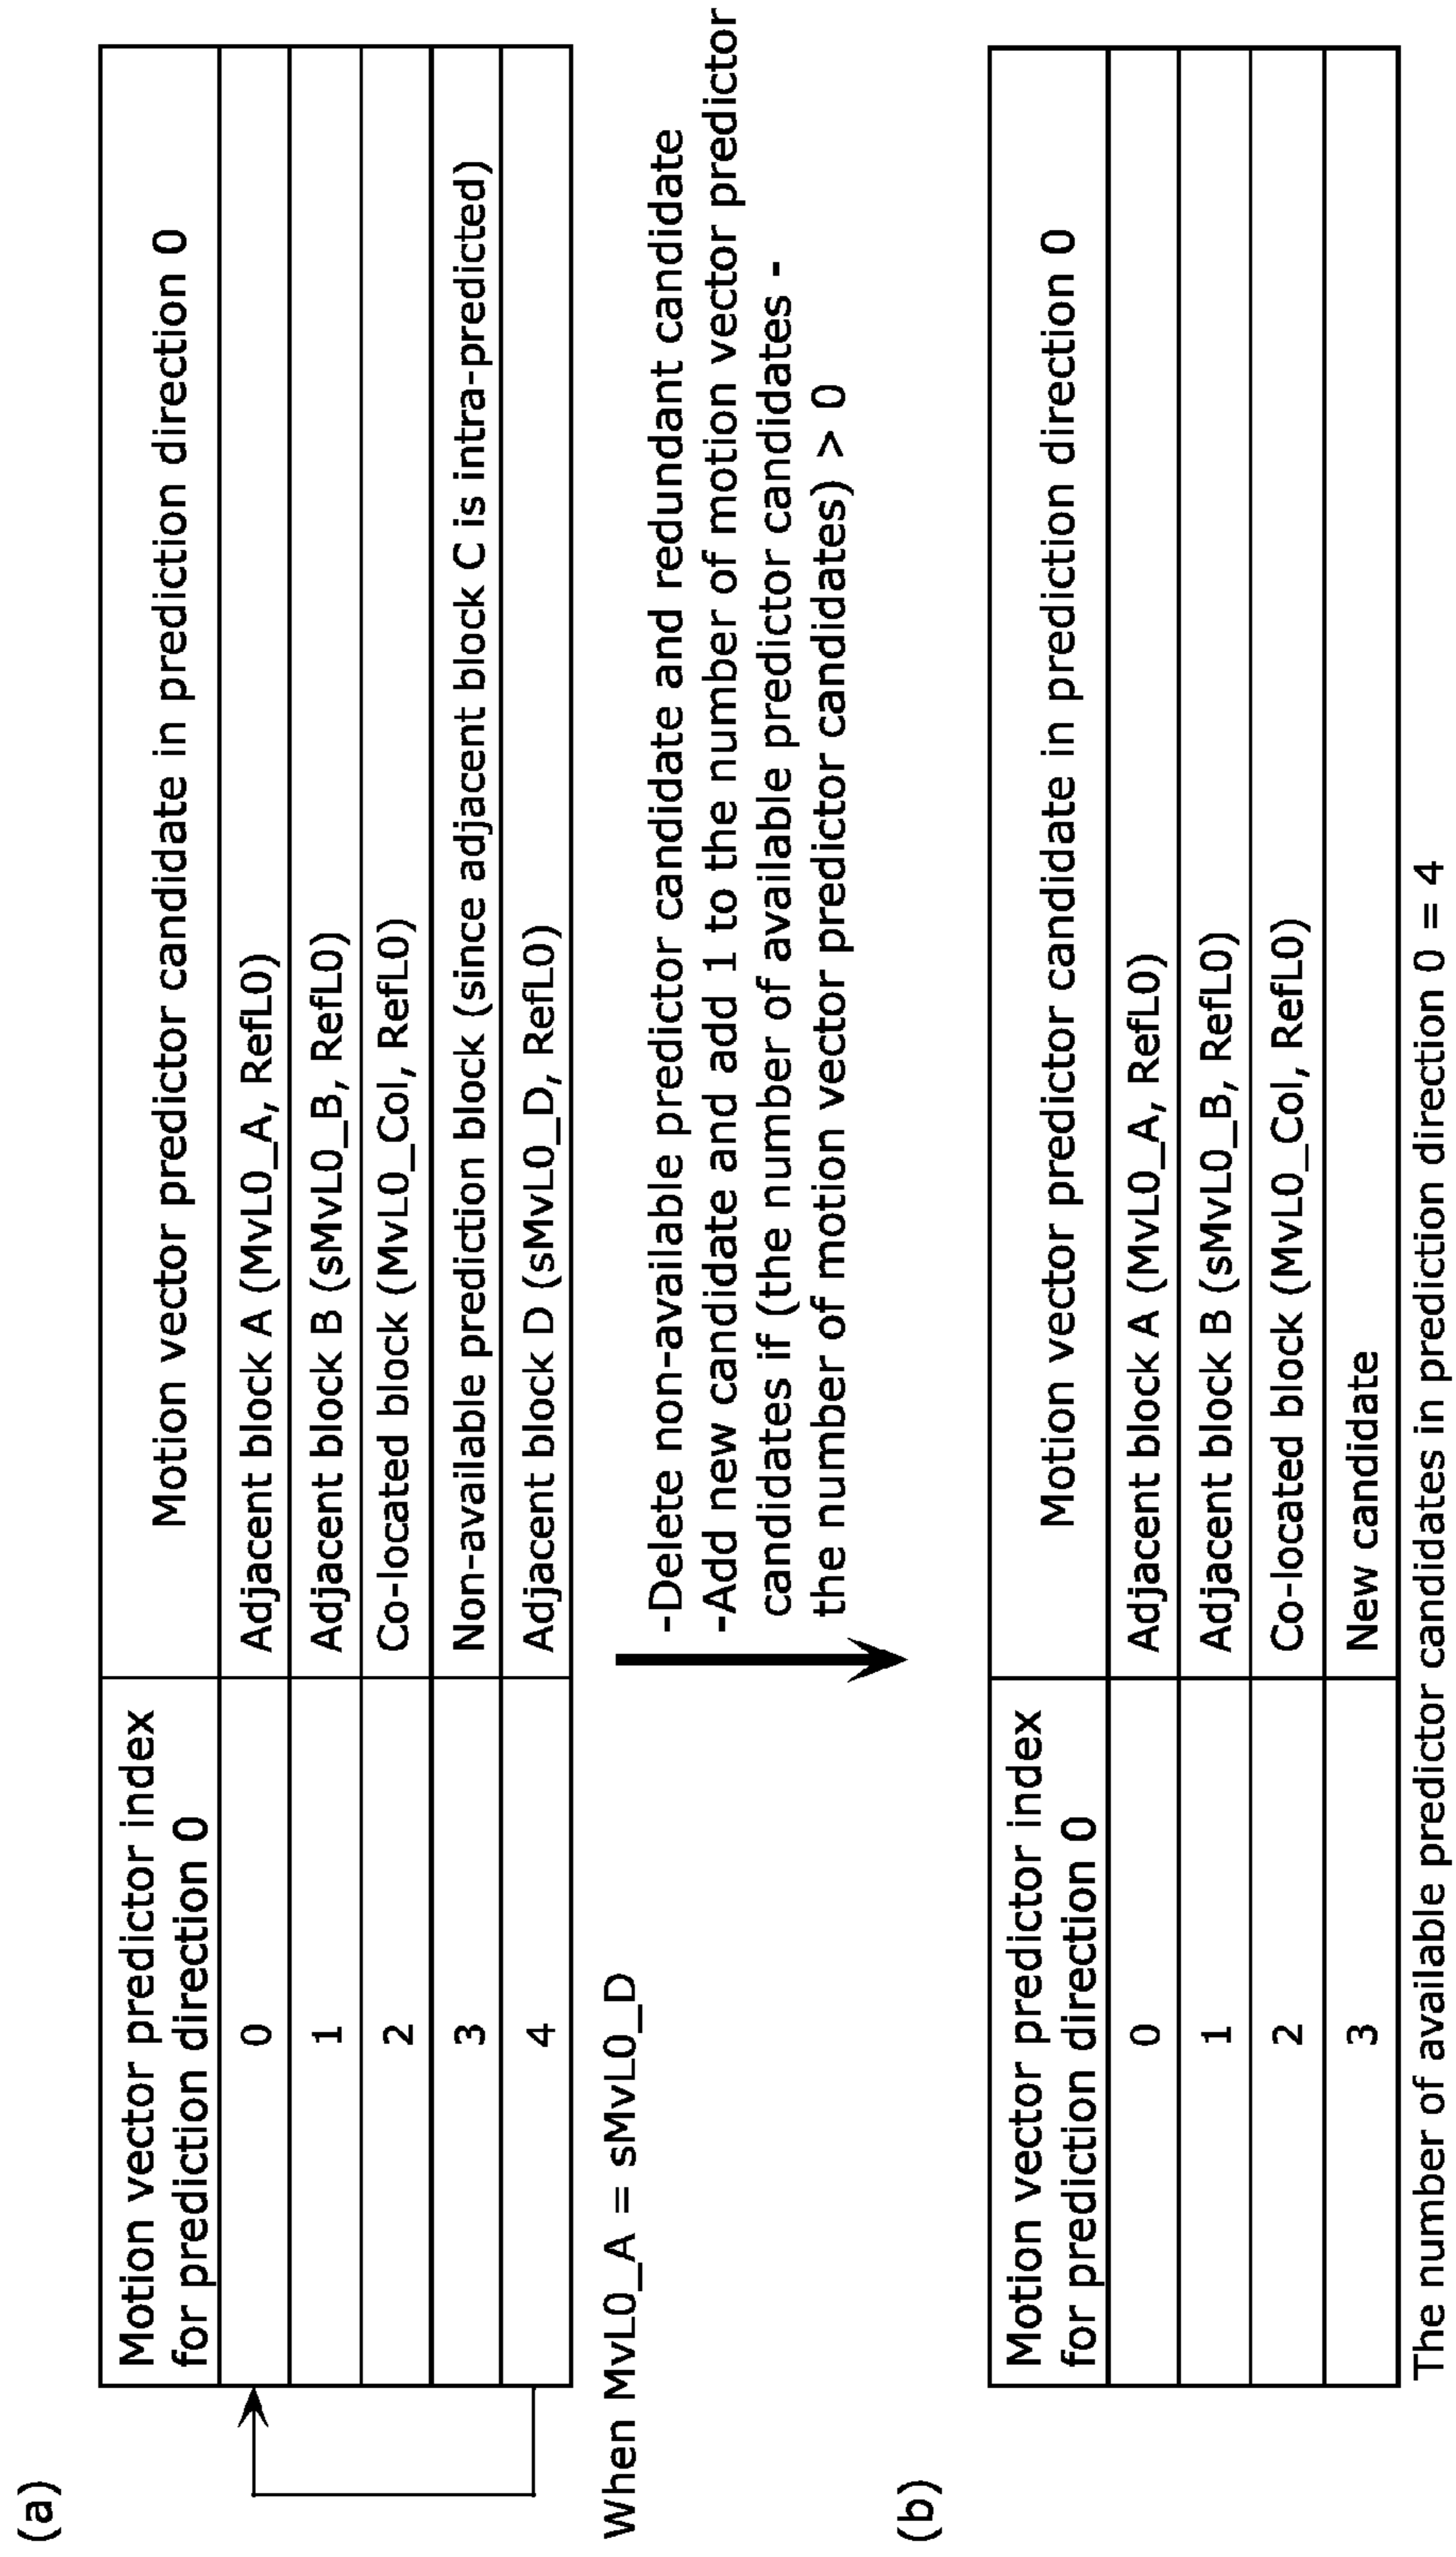 (a)
Motion vector predictor index
for prediction direction 0
Motion vector predictor candidate in prediction direction 0
0
Adjacent block A (MvL0_A, RefL0)
1
Adjacent block B (sMvL0_B, RefL0)
2
Co-located block (MvL0_Col, RefL0)
3
Non-available prediction block (since adjacent block C is intra-predicted)
4
Adjacent block D (sMvL0_D, RefL0)
When MvL0_A = sMvL0_D
-Delete non-available predictor candidate and redundant candidate
-Add new candidate and add 1 to the number of motion vector predictor
candidates if (the number of available predictor candidates -
the number of motion vector predictor candidates) > 0
(b)
Motion vector predictor index
for prediction direction 0
Motion vector predictor candidate in prediction direction 0
0
Adjacent block A (MvL0_A, RefL0)
1
Adjacent block B (sMvL0_B, RefL0)
2
Co-located block (MvL0_Col, RefL0)
3
New candidate
The number of available predictor candidates in prediction direction 0 = 4